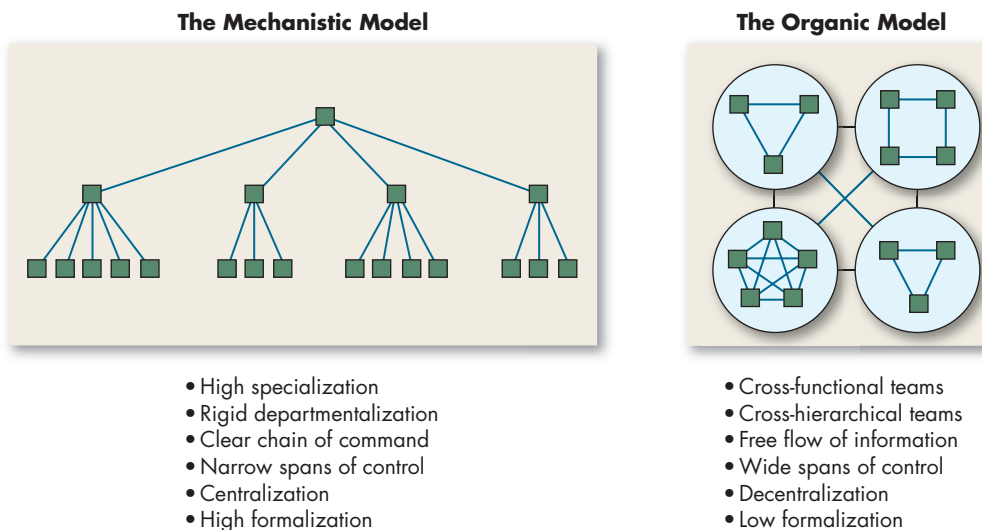 The Mechanistic Model
• High specialization
• Rigid departmentalization
• Clear chain of command
• Narrow spans of control
• Centralization
• High formalization
The Organic Model
• Cross-functional teams
• Cross-hierarchical teams
• Free flow of information
• Wide spans of control
• Decentralization
• Low formalization